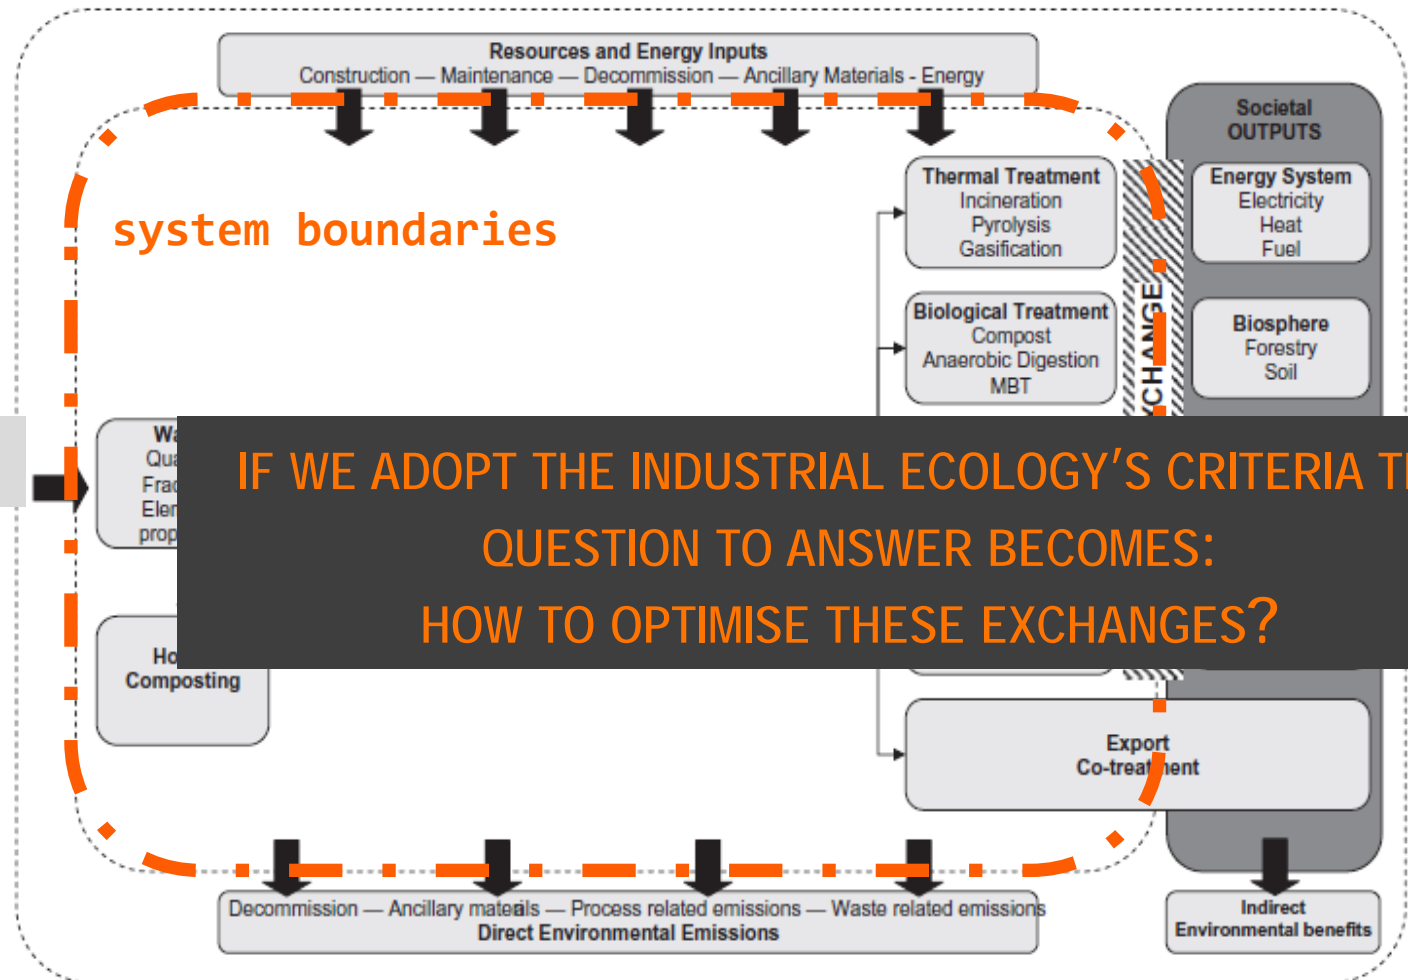 Resources and Energy Inputs
Construction — Maintenance — Decommission — Ancillary Materials - Energy
Societal
OUTPUTS
system boundaries
Thermal Treatment
Incineration
Pyrolysis
Gasification
Energy System
Electricity
Heat
Fuel
Biological Treatment
Compost
Anaerobic Digestion
MBT
Biosphere
Forestry
Soil
IF WE ADOPT THE INDUSTRIAL ECOLOGY'S CRITERIA
QUESTION TO ANSWER BECOMES:
HOW TO OPTIMISE THESE EXCHANGES?
Composting
Export
Co-treatment
Decommission — Ancillary materials — Process related emissions — Waste related emissions
Direct Environmental Emissions
Indirect
Environmental benefits